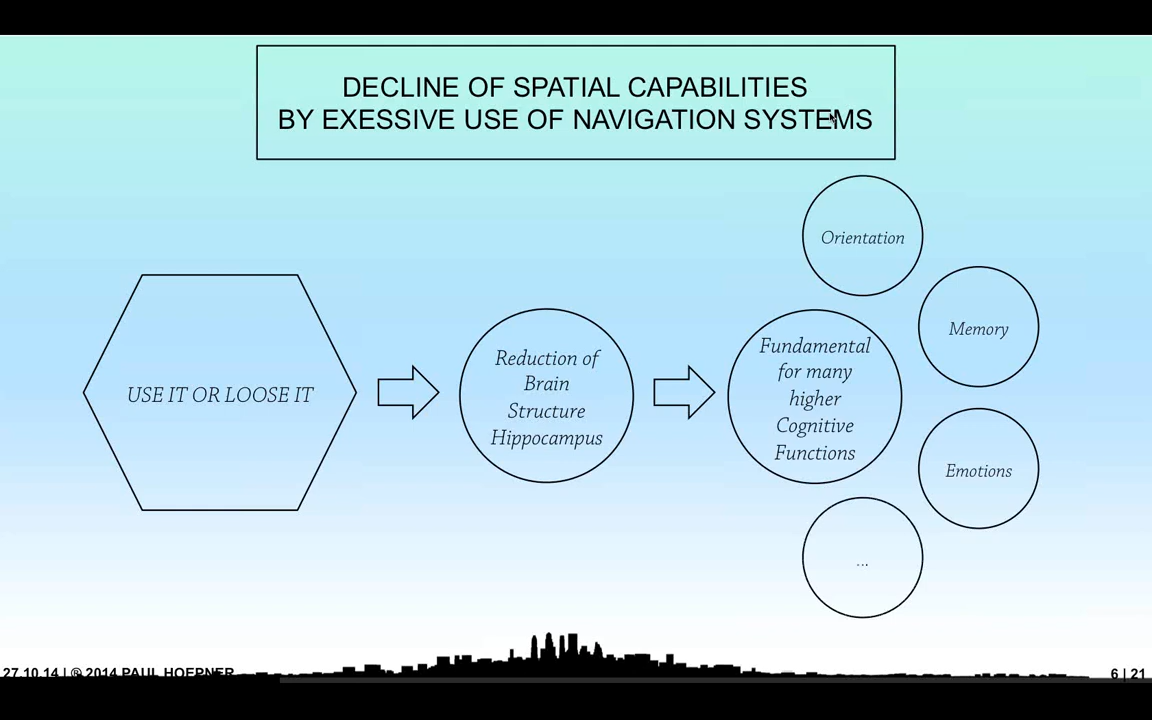 DECLINE OF SPATIAL CAPABILITIES
BY EXESSIVE USE OF NAVIGATION SYSTEMS
Orientation
Memory
USE IT OR LOOSE IT
Reduction of
Brain
Structure
Hippocampus
Fundamental
for many
higher
Cognitive
Functions
Emotions
...
27.10.14 | ® 2014 PAUL HOEPNER
6 | 21